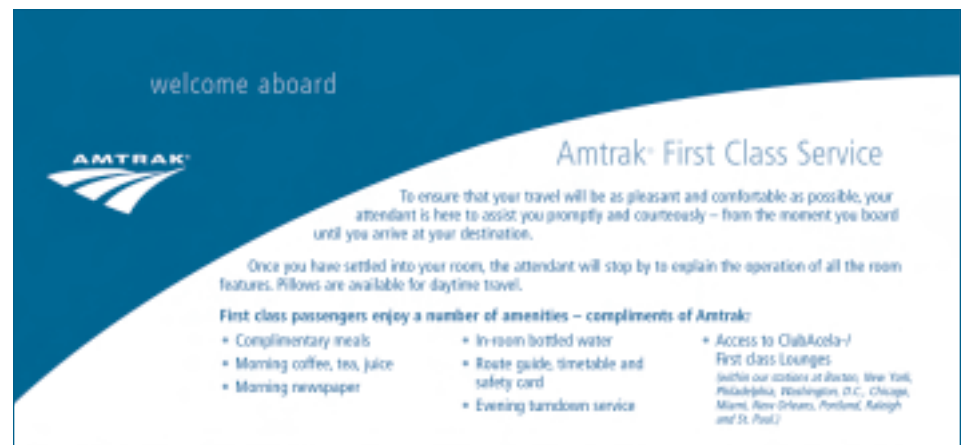 welcome aboard
AMTRAK®
Amtrak® First Class Service
To ensure that your travel will be as pleasant and comfortable as possible, your
attendant is here to assist you promptly and courteously – from the moment you board
until you arrive at your destination.
Once you have settled into your room, the attendant will stop by to explain the operation of all the room
features. Pillows are available for daytime travel.
First class passengers enjoy a number of amenities – compliments of Amtrak:
• Complimentary meals
• Morning coffee, tea, juice
• Morning newspaper
• In-room bottled water
• Route guide, timetable and
safety card
• Evening turndown service
• Access to ClubAcela /
First class Lounges
(within our stations at Boston, New York,
Philadelphia, Washington, D.C., Chicago,
Miami, New Orleans, Portland, Raleigh
and St. Paul.)